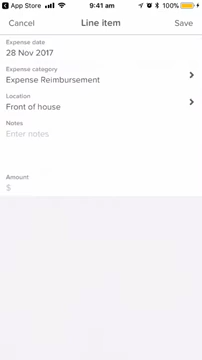 App Store 9:41 am 100%
Cancel Line item Save
Expense date
28 Nov 2017
Expense category
Expense Reimbursement
Location
Front of house
Notes
Enter notes
Amount
$